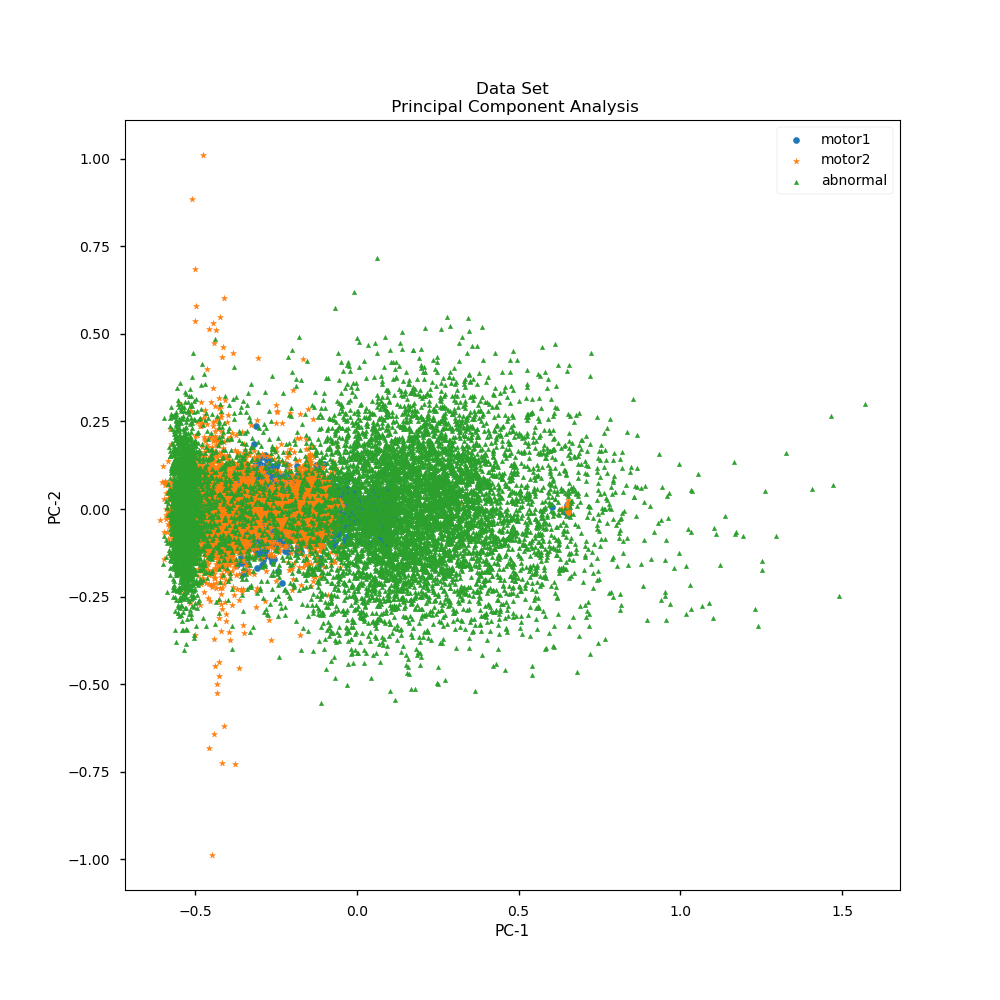 Data Set
Principal Component Analysis
motor1
motor2
abnormal
1.00
0.75
0.50
0.25
0.00
−0.25
−0.50
−0.75
−1.00
PC-2
−0.5
0.0
0.5
1.0
1.5
PC-1